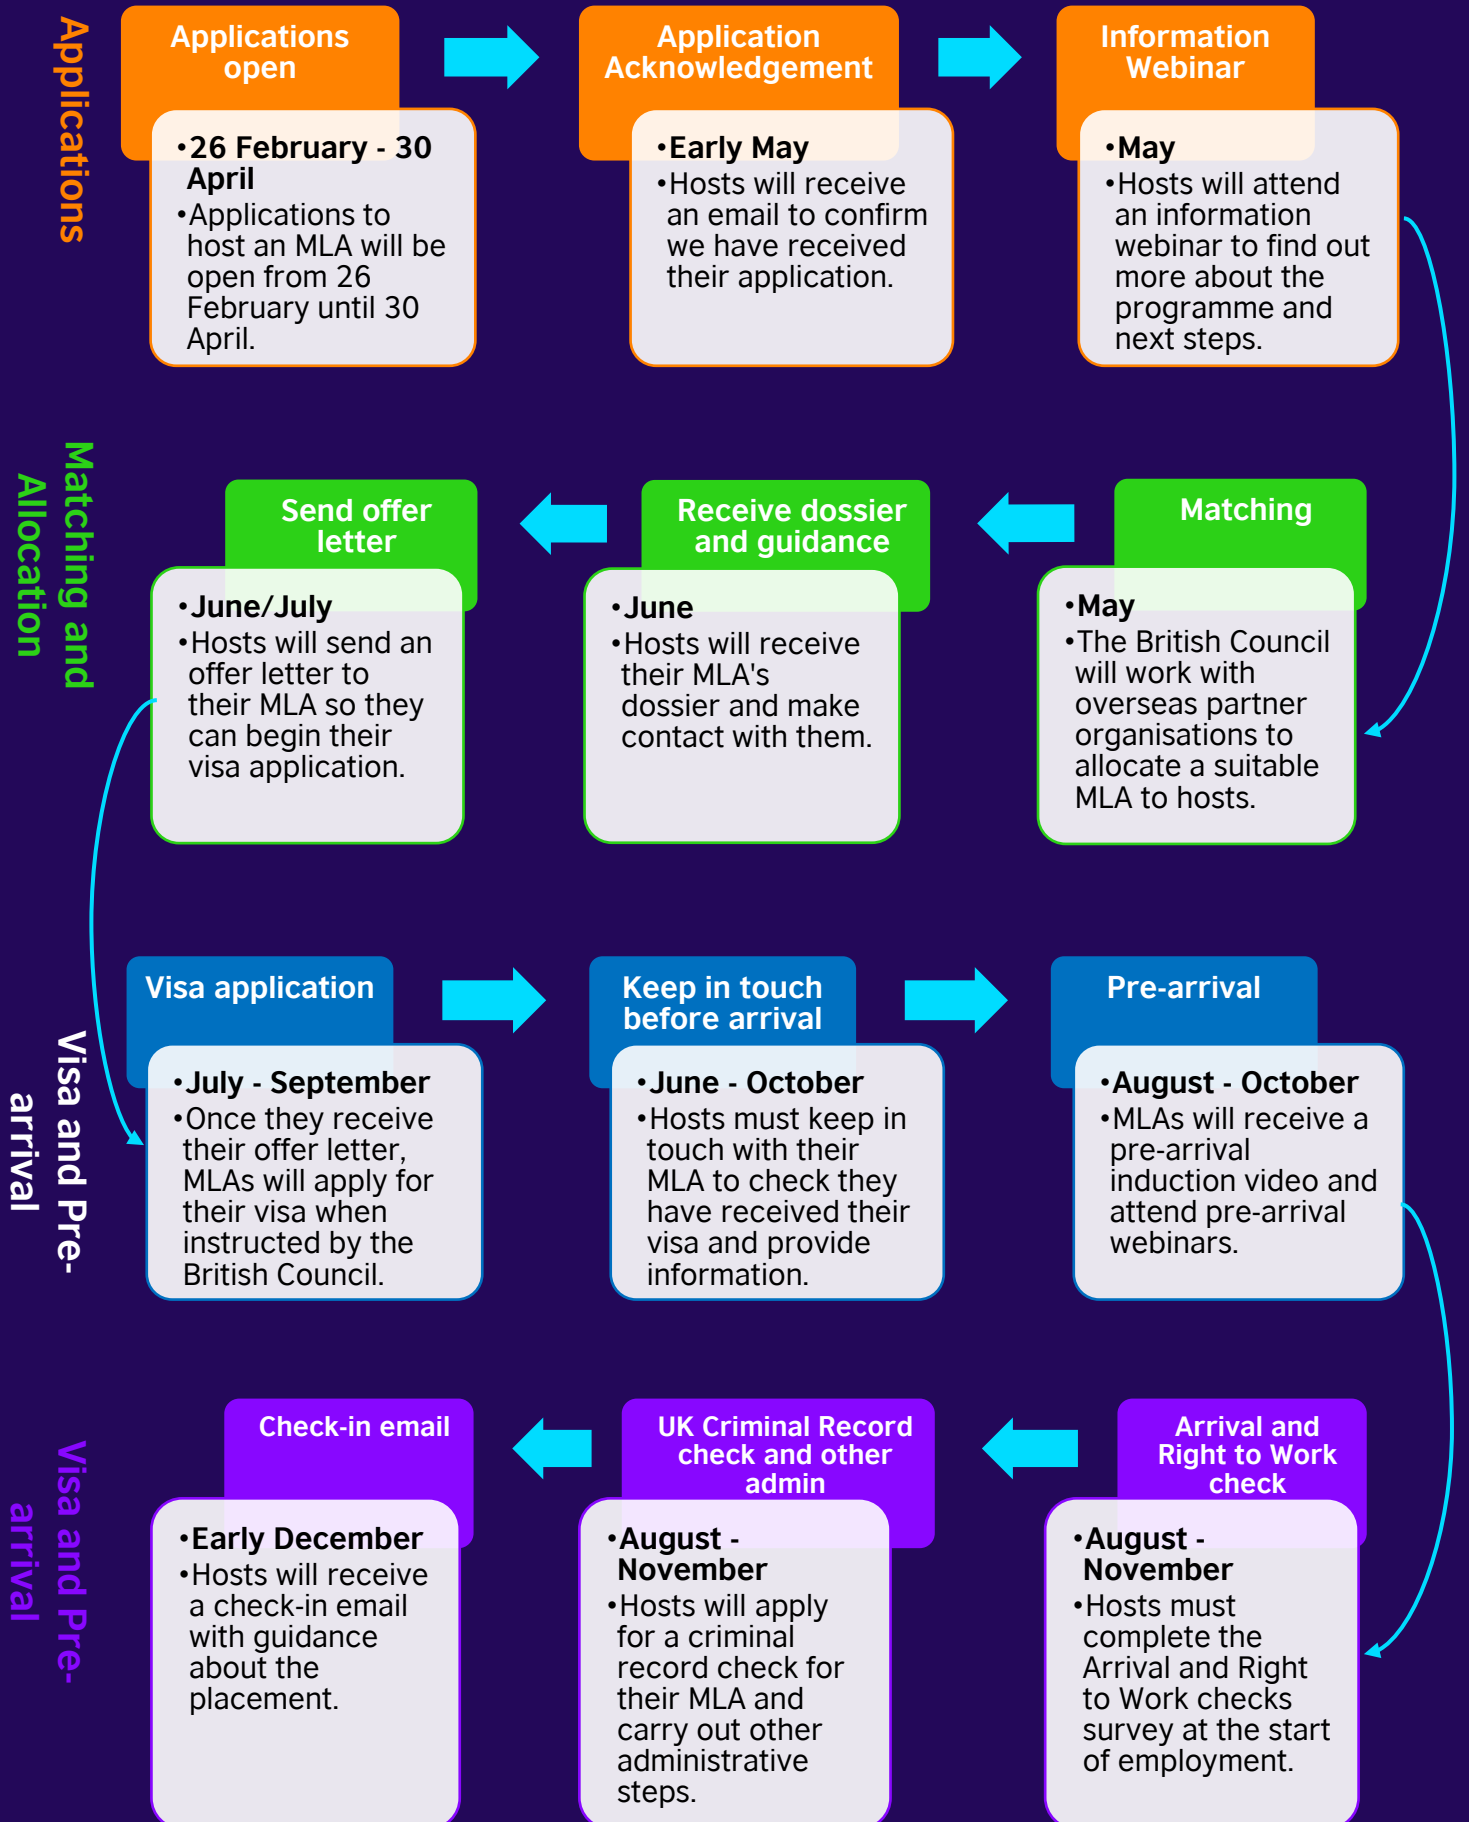 Applications
Applications
open
•26 February - 30
April
•Applications to
host an MLA will be
open from 26
February until 30
April.
Application
Acknowledgement
•Early May
•Hosts will receive
an email to confirm
we have received
their application.
Information
Webinar
•May
•Hosts will attend
an information
webinar to find out
more about the
programme and
next steps.
Matching and
Allocation
Matching
•May
•The British Council
will work with
overseas partner
organisations to
allocate a suitable
MLA to hosts.
Receive dossier
and guidance
•June
•Hosts will receive
their MLA's
dossier and make
contact with them.
Send offer
letter
•June/July
•Hosts will send an
offer letter to
their MLA so they
can begin their
visa application.
Visa and Pre-
arrival
Visa application
•July - September
•Once they receive
their offer letter,
MLAs will apply for
their visa when
instructed by the
British Council.
Keep in touch
before arrival
•June - October
•Hosts must keep in
touch with their
MLA to check they
have received their
visa and provide
information.
Pre-arrival
•August - October
•MLAs will receive a
pre-arrival
induction video and
attend pre-arrival
webinars.
Visa and Pre-
arrival
Arrival and
Right to Work
check
•August -
November
•Hosts must
complete the
Arrival and Right
to Work checks
survey at the start
of employment.
UK Criminal Record
check and other
admin
•August -
November
•Hosts will apply
for a criminal
record check for
their MLA and
carry out other
administrative
steps.
Check-in email
•Early December
•Hosts will receive
a check-in email
with guidance
about the
placement.